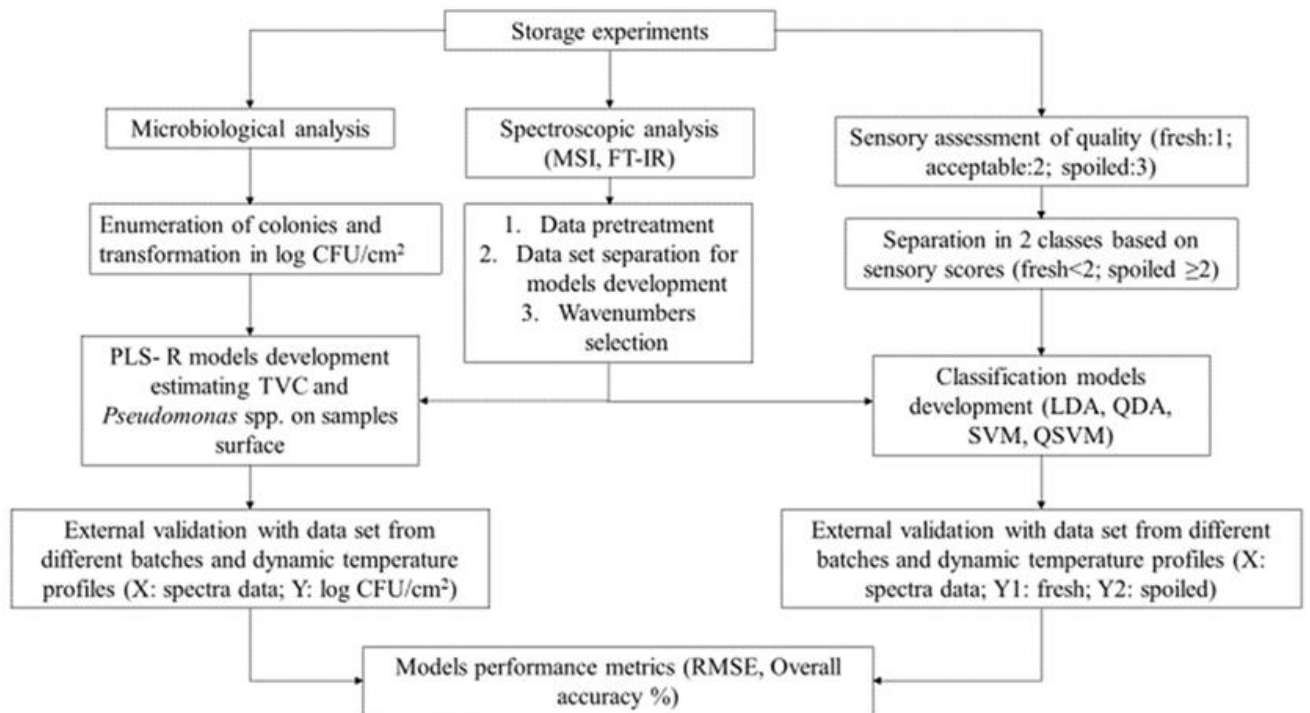 Storage experiments
Microbiological analysis
Spectroscopic analysis
(MSI, FT-IR)
Sensory assessment of quality (fresh:1;
acceptable:2; spoiled:3)
Enumeration of colonies and
transformation in log CFU/cm²
1. Data pretreatment
2. Data set separation for
models development
3. Wavenumbers
selection
Separation in 2 classes based on
sensory scores (fresh<2; spoiled ≥2)
PLS- R models development
estimating TVC and
Pseudomonas spp. on samples
surface
Classification models
development (LDA, QDA,
SVM, QSVM)
External validation with data set from
different batches and dynamic temperature
profiles (X: spectra data; Y: log CFU/cm²)
External validation with data set from different
batches and dynamic temperature profiles (X:
spectra data; Y1: fresh; Y2: spoiled)
Models performance metrics (RMSE, Overall
accuracy %)